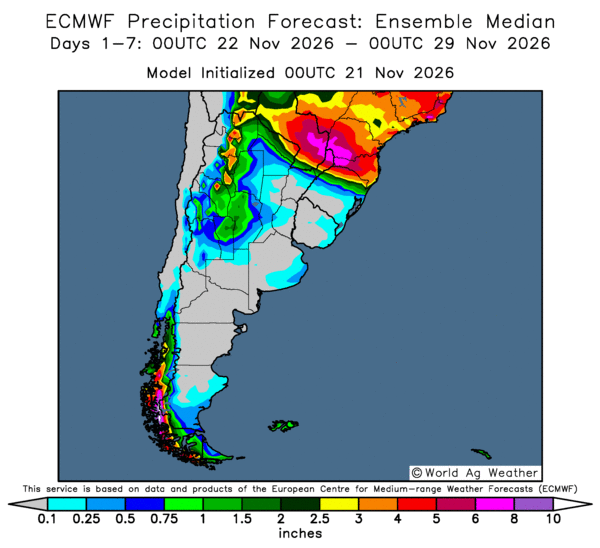 ECMWF Precipitation Forecast: Ensemble Median
Days 1–7: 00UTC 22 Nov 2026 – 00UTC 29 Nov 2026
Model Initialized 00UTC 21 Nov 2026
© World Ag Weather
This service is based on data and products of the European Centre for Medium-range Weather Forecasts (ECMWF)
0.1 0.25 0.5 0.75 1 1.5 2 2.5 3 4 5 6 8 10
inches